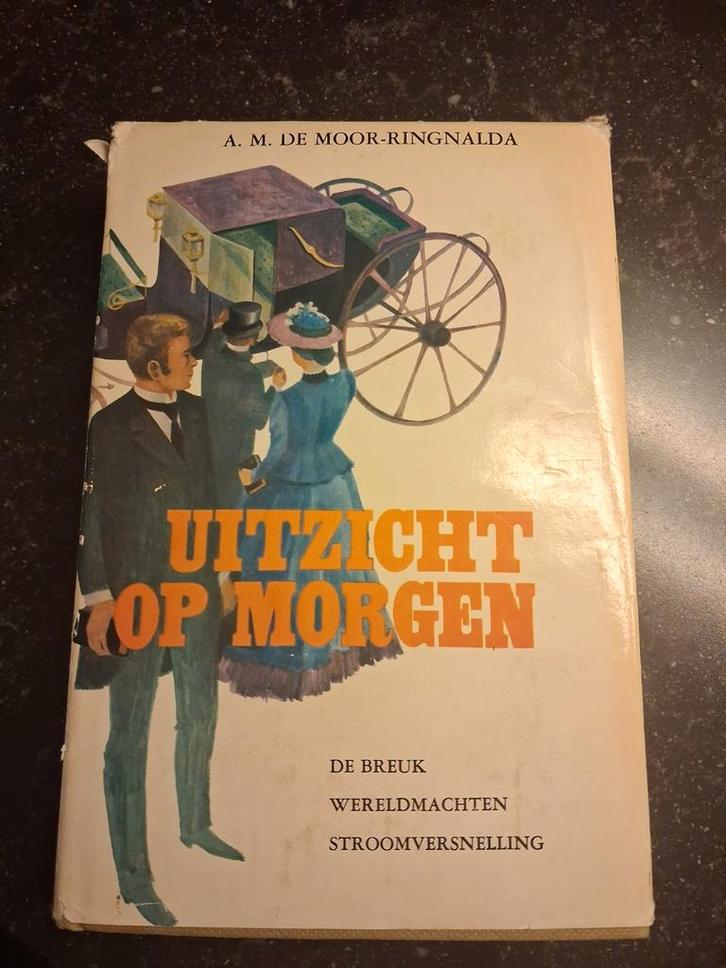 A. M. DE MOOR-RINGNALDA
UITZICHT
OP MORGEN
DE BREUK
WERELDMACHTEN
STROOMVERSNELLING